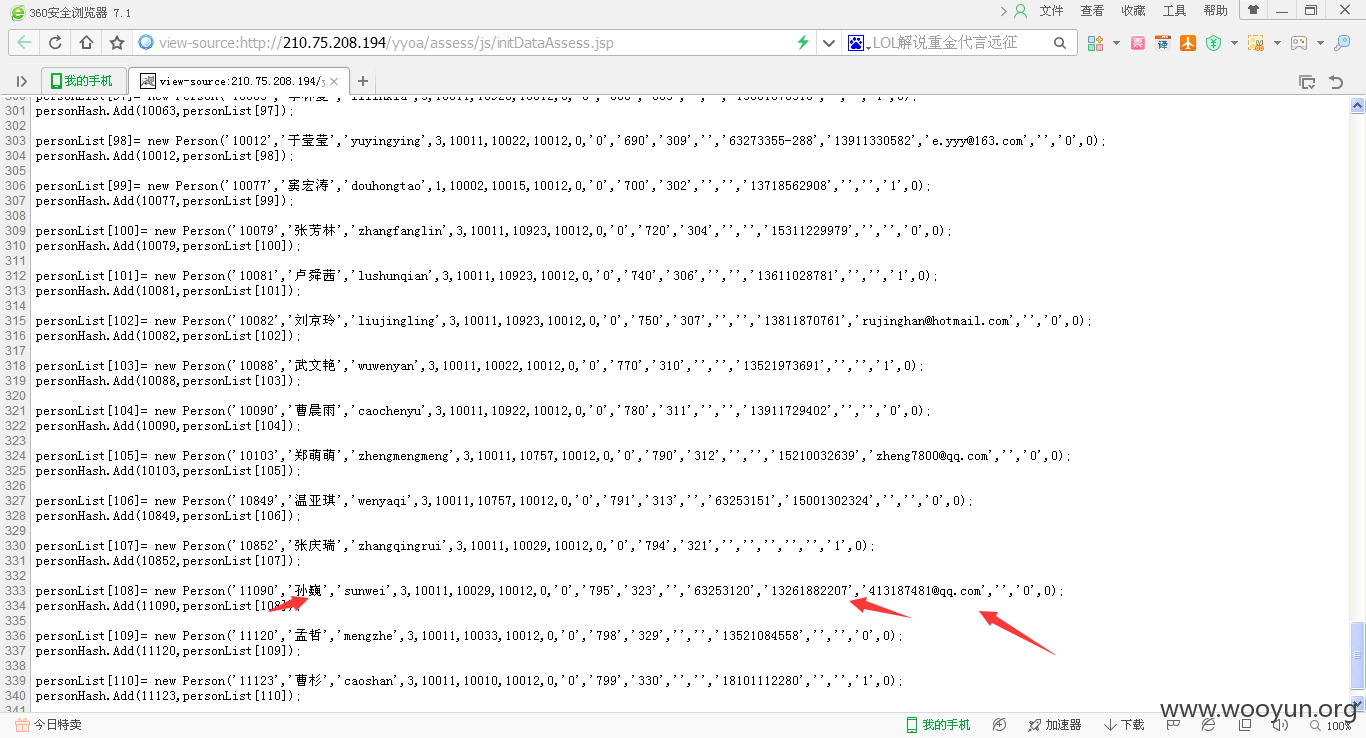 360安全浏览器 7.1
文件 查看 收藏 工具 帮助
view-source:http://210.75.208.194/yyoa/assess/js/initDataAssess.jsp
LOL解说重金代言远征
我的手机
view-source:210.75.208.194/
301 personHash.Add(10063,personList[97]);
302
303 personList[98]= new Person('10012','于莹莹','yuyingying',3,10011,10022,10012,0,'0','690','309','','63273355-288','13911330582','e.yyy@163.com','','0',0);
304 personHash.Add(10012,personList[98]);
305
306 personList[99]= new Person('10077','窦宏涛','douhongtao',1,10002,10015,10012,0,'0','700','302','','','13718562908','','','1',0);
307 personHash.Add(10077,personList[99]);
308
309 personList[100]= new Person('10079','张芳林','zhangfanglin',3,10011,10923,10012,0,'0','720','304','','','15311229979','','','0',0);
310 personHash.Add(10079,personList[100]);
311
312 personList[101]= new Person('10081','卢舜茜','lushunqian',3,10011,10923,10012,0,'0','740','306','','','13611028781','','','1',0);
313 personHash.Add(10081,personList[101]);
314
315 personList[102]= new Person('10082','刘京玲','liujingling',3,10011,10923,10012,0,'0','750','307','','','13811870761','rujinghan@hotmail.com','','0',0);
316 personHash.Add(10082,personList[102]);
317
318 personList[103]= new Person('10088','武文艳','wuwenyan',3,10011,10022,10012,0,'0','770','310','','','13521973691','','','1',0);
319 personHash.Add(10088,personList[103]);
320
321 personList[104]= new Person('10090','曹晨雨','caochenyu',3,10011,10922,10012,0,'0','780','311','','','13911729402','','','0',0);
322 personHash.Add(10090,personList[104]);
323
324 personList[105]= new Person('10103','郑萌萌','zhengmengmeng',3,10011,10757,10012,0,'0','790','312','','','15210032639','zheng7800@qq.com','','0',0);
325 personHash.Add(10103,personList[105]);
326
327 personList[106]= new Person('10849','温亚琪','wenyaqi',3,10011,10757,10012,0,'0','791','313','','63253151','15001302324','','','0',0);
328 personHash.Add(10849,personList[106]);
329
330 personList[107]= new Person('10852','张庆瑞','zhangqingrui',3,10011,10029,10012,0,'0','794','321','','','','','','1',0);
331 personHash.Add(10852,personList[107]);
332
333 personList[108]= new Person('11090','孙巍','sunwei',3,10011,10029,10012,0,'0','795','323','','63253120','13261882207','413187481@qq.com','','0',0);
334 personHash.Add(11090,personList[108]);
335
336 personList[109]= new Person('11120','孟哲','mengzhe',3,10011,10033,10012,0,'0','798','329','','','13521084558','','','0',0);
337 personHash.Add(11120,personList[109]);
338
339 personList[110]= new Person('11123','曹杉','caoshan',3,10011,10010,10012,0,'0','799','330','','','18101112280','','','1',0);
340 personHash.Add(11123,personList[110]);
www.wooyun.org
今日特卖
我的手机 加速器 下载 100%